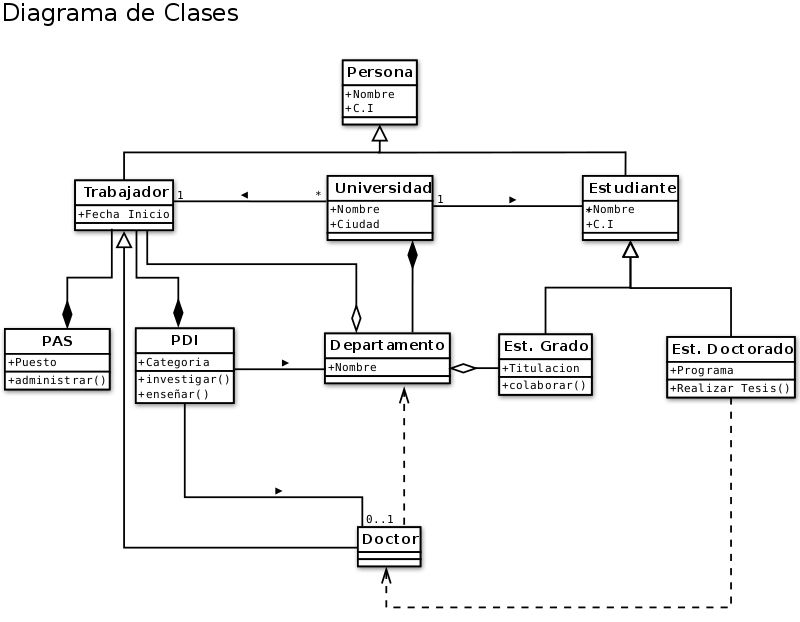 Diagrama de Clases
Persona
+Nombre
+C.I
Trabajador
+Fecha Inicio
1
*
Universidad
+Nombre
+Ciudad
1
*
Estudiante
+Nombre
+C.I
PAS
+Puesto
+administrar()
PDI
+Categoria
+investigar()
+enseñar()
Departamento
+Nombre
Est. Grado
+Titulacion
+colaborar()
Est. Doctorado
+Programa
+Realizar Tesis()
0..1
Doctor